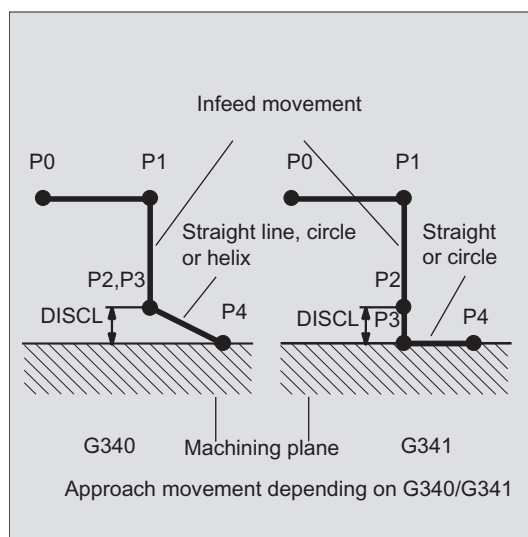 Infeed movement
P0
P1
P0
P1
Straight line, circle
or helix
Straight
or circle
P2,P3
P2
DISCL
P4
DISCL
P3
P4
G340
Machining plane
G341
Approach movement depending on G340/G341